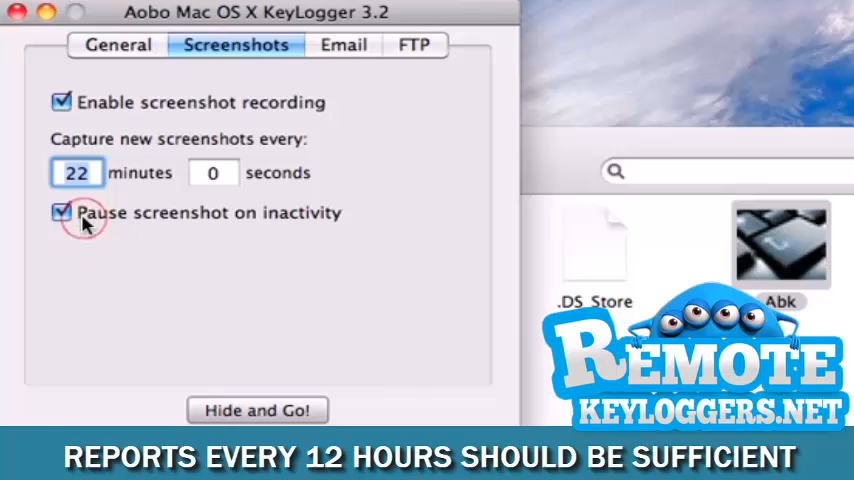 Aobo Mac OS X KeyLogger 3.2
General Screenshots Email FTP
Enable screenshot recording
Capture new screenshots every:
22 minutes 0 seconds
Pause screenshot on inactivity
Hide and Go!
.DS_Store
Abk
REMOTE
KEYLOGGERS.NET
REPORTS EVERY 12 HOURS SHOULD BE SUFFICIENT